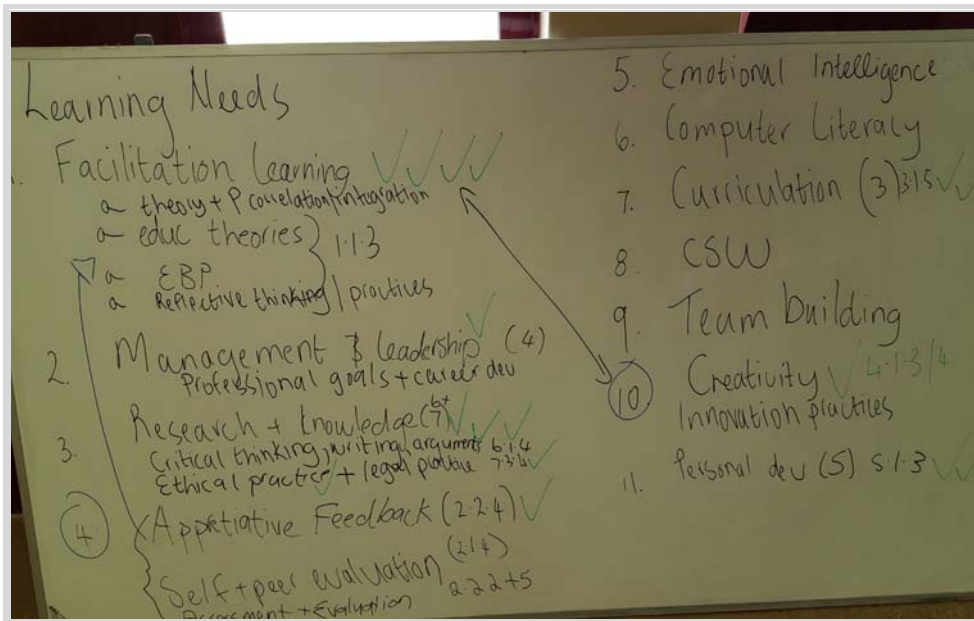 Learning Needs
1. Facilitation Learning ✓✓✓✓
a theory + P correlation/integration
a educ theories } 1.1.3
a EBP
a Reflective thinking / practices
2. Management & leadership ✓ (4)
Professional goals + career dev
3. Research + knowledge (6+7) ✓✓✓
Critical thinking, writing, arguments 6.1.4
Ethical practice ✓ + legal practice 7.3.4 ✓
4 Appretiative Feedback (2.2.4) ✓
Self + peer evaluation (2.1.4)
Assessment + Evaluation 2.2.2+5
5. Emotional Intelligence
6. Computer Literacy
7. Curriculation (3) 3.1.5 ✓✓
8. CSW
9. Team building
10 Creativity ✓ 4.1.3/4
Innovation practices
11. Personal dev (5) 5.1.3 ✓✓